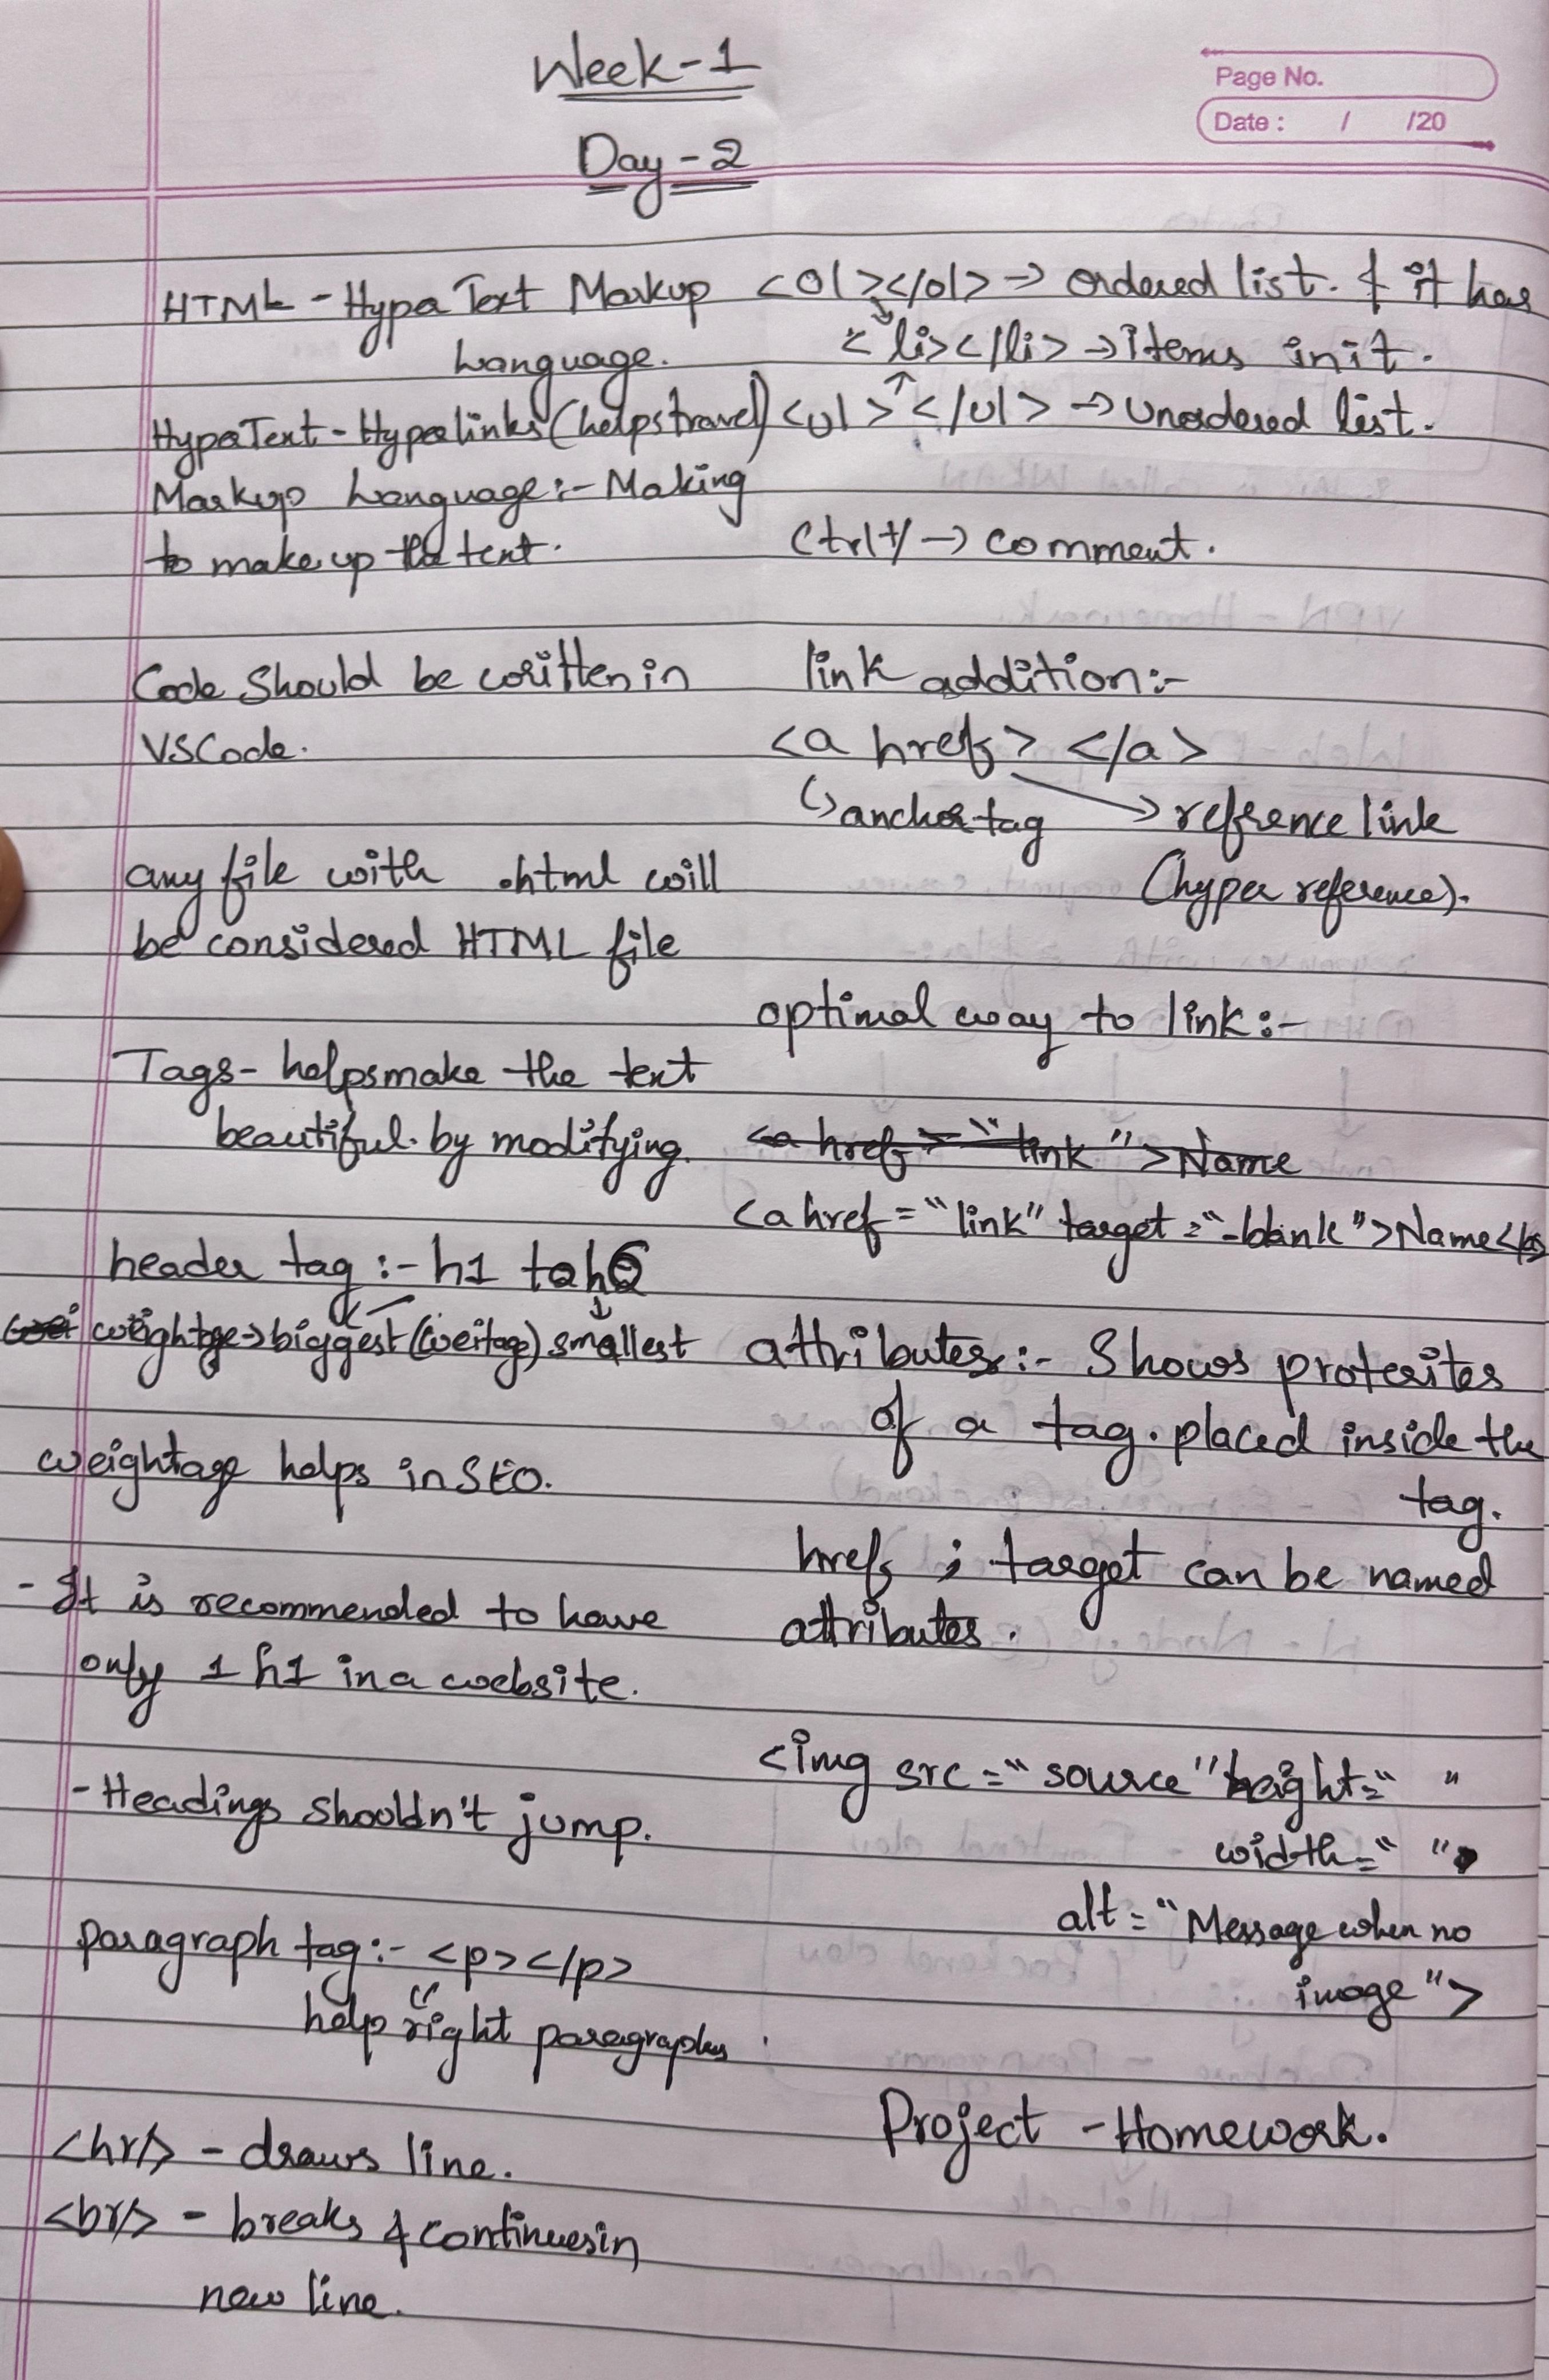 Week-1
Day-2
Page No.
Date : / /20
HTML - Hyper Text Markup
Language.
HyperText - Hyperlinks (helps travel)
Markup Language:- Making
to make up the text.
Code Should be written in
VSCode.
any file with .html will
be considered HTML file
Tags- helps make the text
beautiful. by modifying.
header tag :- h1 to h6
weightge→biggest (weitage) smallest
weightage helps in SEO.
- It is recommended to have
only 1 h1 in a website.
- Headings shouldn't jump.
paragraph tag:- <p></p>
help right paragraphs
<hr/> - draws line.
<br/> - breaks & continues in
new line.
<ol></ol> → ordered list. & it has
<li></li> → items in it.
<ul></ul> → unordered list.
Ctrl+/ → comment.
link addition:-
<a href> </a>
↳ anchor tag → reference link
(hyper reference).
optimal way to link:-
<a href> = "link">Name
<a href = "link" target = "_blank">Name</a>
attributes:- Shows proterites
of a tag. placed inside the
tag.
href ; target can be named
attributes.
<img src = "source" height = " "
width = " "
alt = "Message when no
image">
Project - Homework.